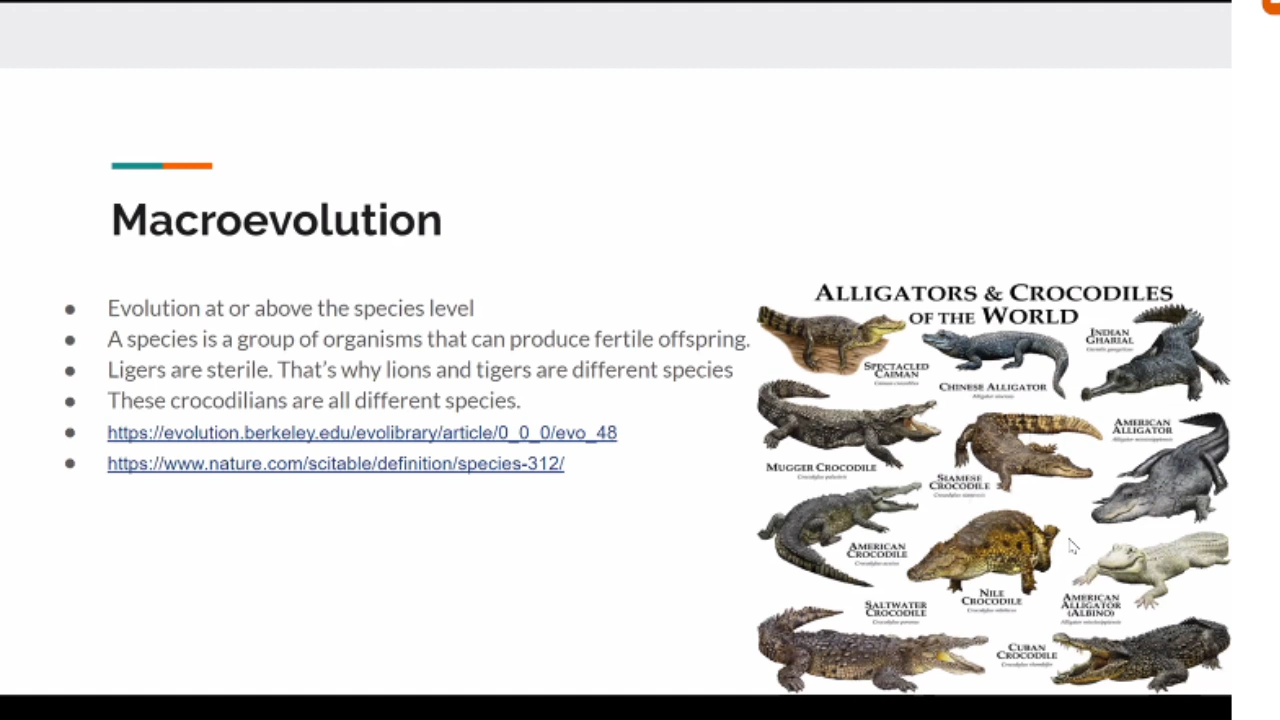 Macroevolution
Evolution at or above the species level
A species is a group of organisms that can produce fertile offspring.
Ligers are sterile. That's why lions and tigers are different species
These crocodilians are all different species.
https://evolution.berkeley.edu/evolibrary/article/0_0_0/evo_48
https://www.nature.com/scitable/definition/species-312/
ALLIGATORS & CROCODILES
OF THE WORLD
INDIAN
GHARIAL
SPECTACLED
CAIMAN
CHINESE ALLIGATOR
AMERICAN
ALLIGATOR
MUGGER CROCODILE
SIAMESE
CROCODILE
AMERICAN
CROCODILE
NILE
CROCODILE
AMERICAN
ALLIGATOR
(ALBINO)
SALTWATER
CROCODILE
CUBAN
CROCODILE